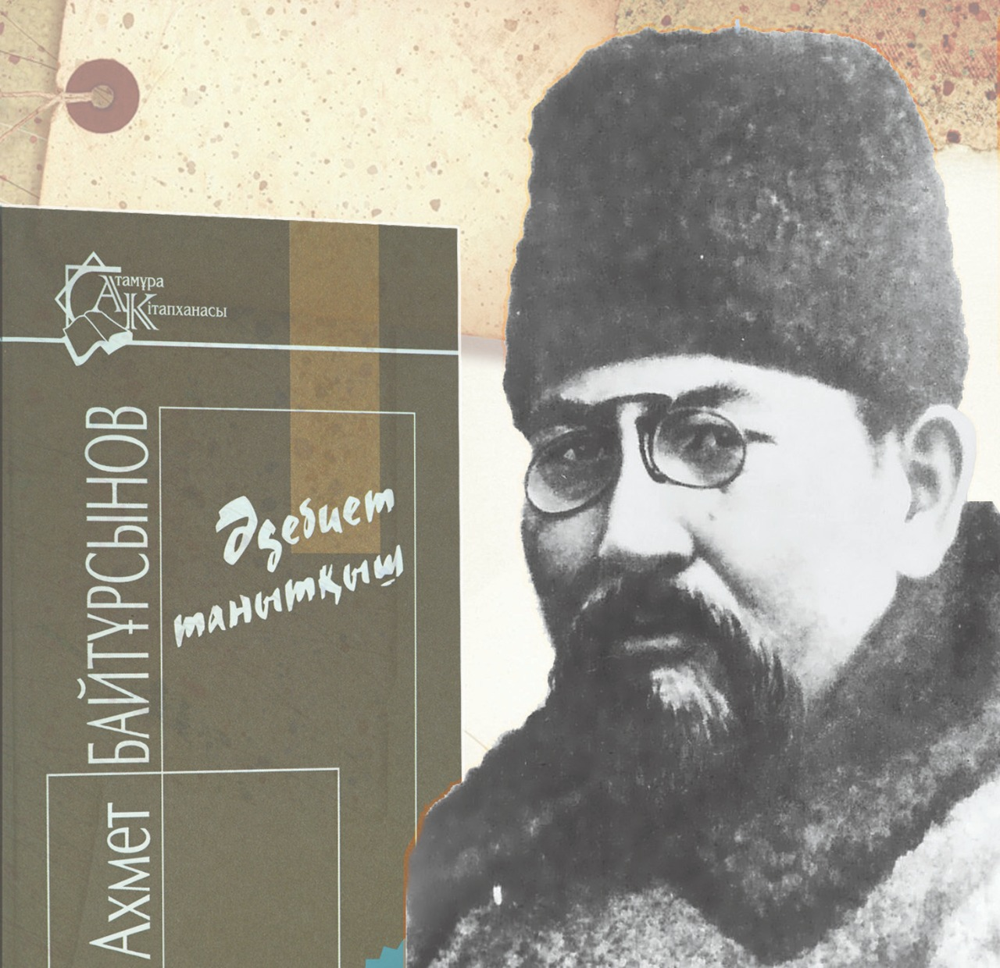 Атамұра
Кітапханасы
Ахмет БАЙТҰРСЫНОВ
Әдебиет
танытқыш